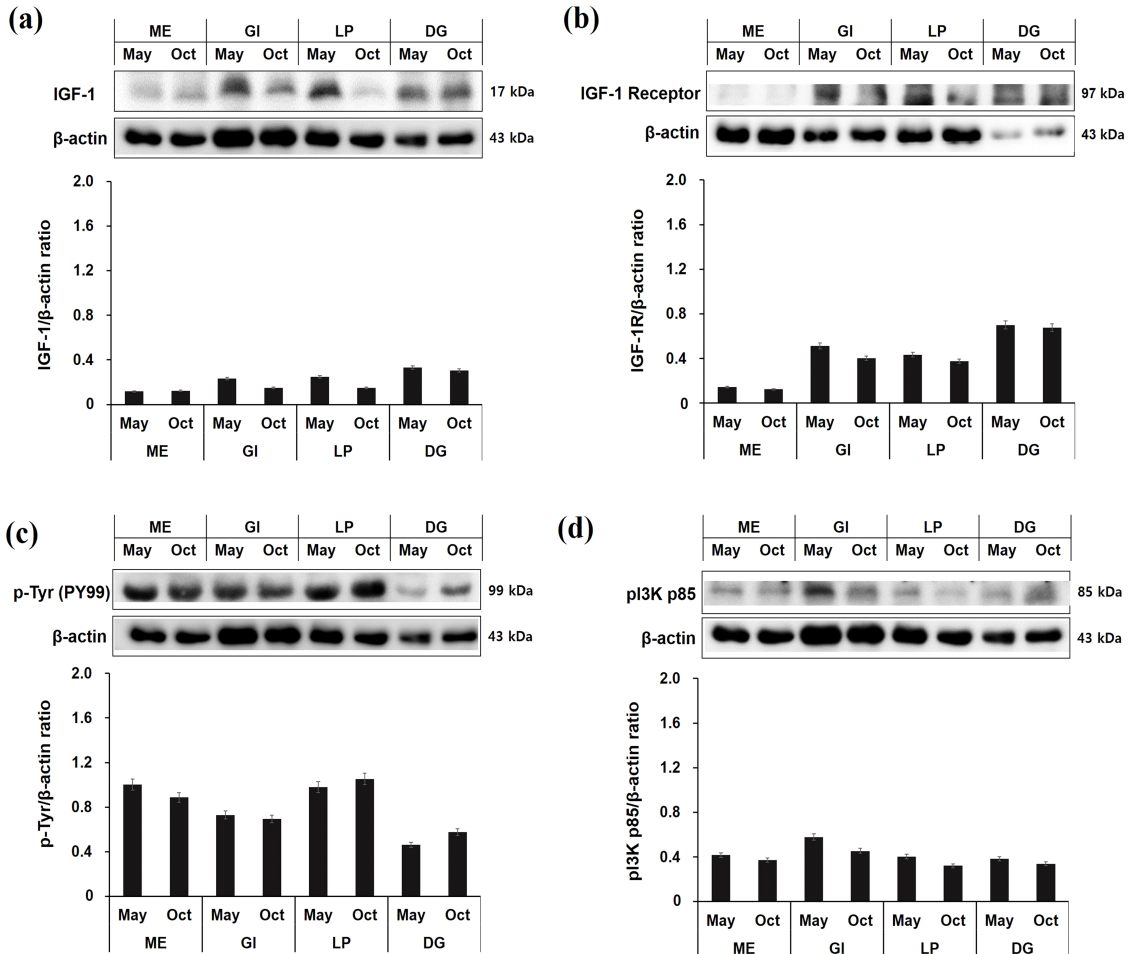 (a)
ME GI LP DG
May Oct May Oct May Oct May Oct
IGF-1 17 kDa
β-actin 43 kDa
2.0
1.6
1.2
0.8
0.4
0
IGF-1/β-actin ratio
May Oct May Oct May Oct May Oct
ME GI LP DG
(b)
ME GI LP DG
May Oct May Oct May Oct May Oct
IGF-1 Receptor 97 kDa
β-actin 43 kDa
2.0
1.6
1.2
0.8
0.4
0
IGF-1R/β-actin ratio
May Oct May Oct May Oct May Oct
ME GI LP DG
(c)
ME GI LP DG
May Oct May Oct May Oct May Oct
p-Tyr (PY99) 99 kDa
β-actin 43 kDa
2.0
1.6
1.2
0.8
0.4
0
p-Tyr/β-actin ratio
May Oct May Oct May Oct May Oct
ME GI LP DG
(d)
ME GI LP DG
May Oct May Oct May Oct May Oct
pI3K p85 85 kDa
β-actin 43 kDa
2.0
1.6
1.2
0.8
0.4
0
pI3K p85/β-actin ratio
May Oct May Oct May Oct May Oct
ME GI LP DG